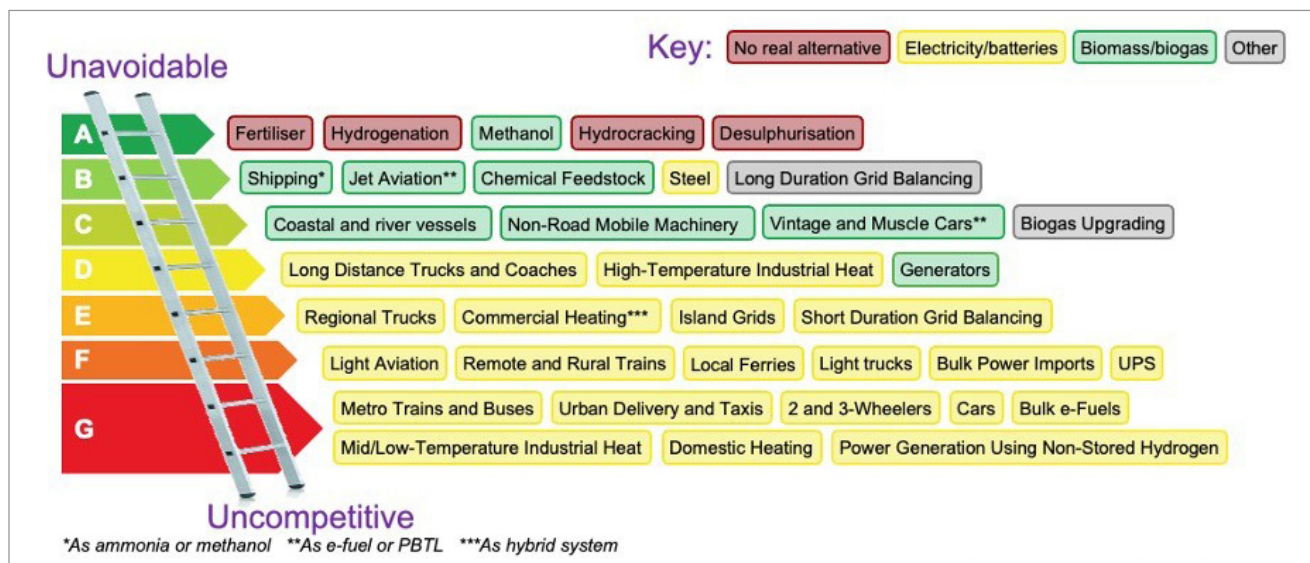 Key: No real alternative Electricity/batteries Biomass/biogas Other
Unavoidable
A Fertiliser Hydrogenation Methanol Hydrocracking Desulphurisation
B Shipping* Jet Aviation** Chemical Feedstock Steel Long Duration Grid Balancing
C Coastal and river vessels Non-Road Mobile Machinery Vintage and Muscle Cars** Biogas Upgrading
D Long Distance Trucks and Coaches High-Temperature Industrial Heat Generators
E Regional Trucks Commercial Heating*** Island Grids Short Duration Grid Balancing
F Light Aviation Remote and Rural Trains Local Ferries Light trucks Bulk Power Imports UPS
G Metro Trains and Buses Urban Delivery and Taxis 2 and 3-Wheelers Cars Bulk e-Fuels
Mid/Low-Temperature Industrial Heat Domestic Heating Power Generation Using Non-Stored Hydrogen
Uncompetitive
*As ammonia or methanol **As e-fuel or PBTL ***As hybrid system